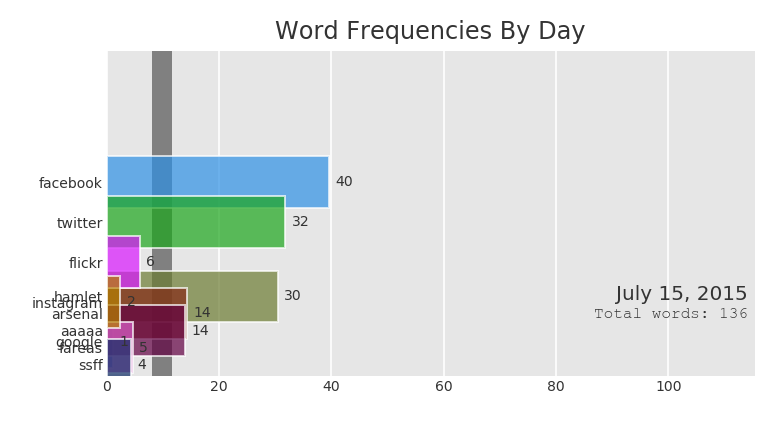 Word Frequencies By Day
facebook 40
twitter 32
flickr 6
hamlet 30
instagram 2
arsenal 14
aaaaa 14
google 1
fareas 5
ssff 4
July 15, 2015
Total words: 136
0 20 40 60 80 100